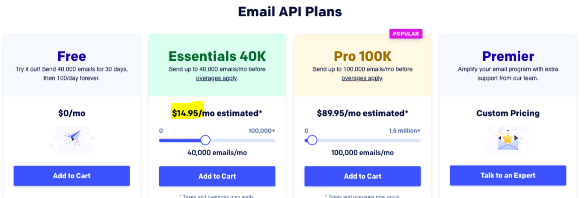 Email API Plans
POPULAR
Free
Try it out! Send 40,000 emails for 30 days,
then 100/day forever.
$0/mo
Add to Cart
Essentials 40K
Send up to 40,000 emails/mo before
overages apply.
$14.95/mo estimated*
0 100,000+
40,000 emails/mo
Add to Cart
* Taxes and overages may apply.
Pro 100K
Send up to 100,000 emails/mo before
overages apply.
$89.95/mo estimated*
0 1.5 million+
100,000 emails/mo
Add to Cart
* Taxes and overages may apply.
Premier
Amplify your email program with extra
support from our team.
Custom Pricing
Talk to an Expert